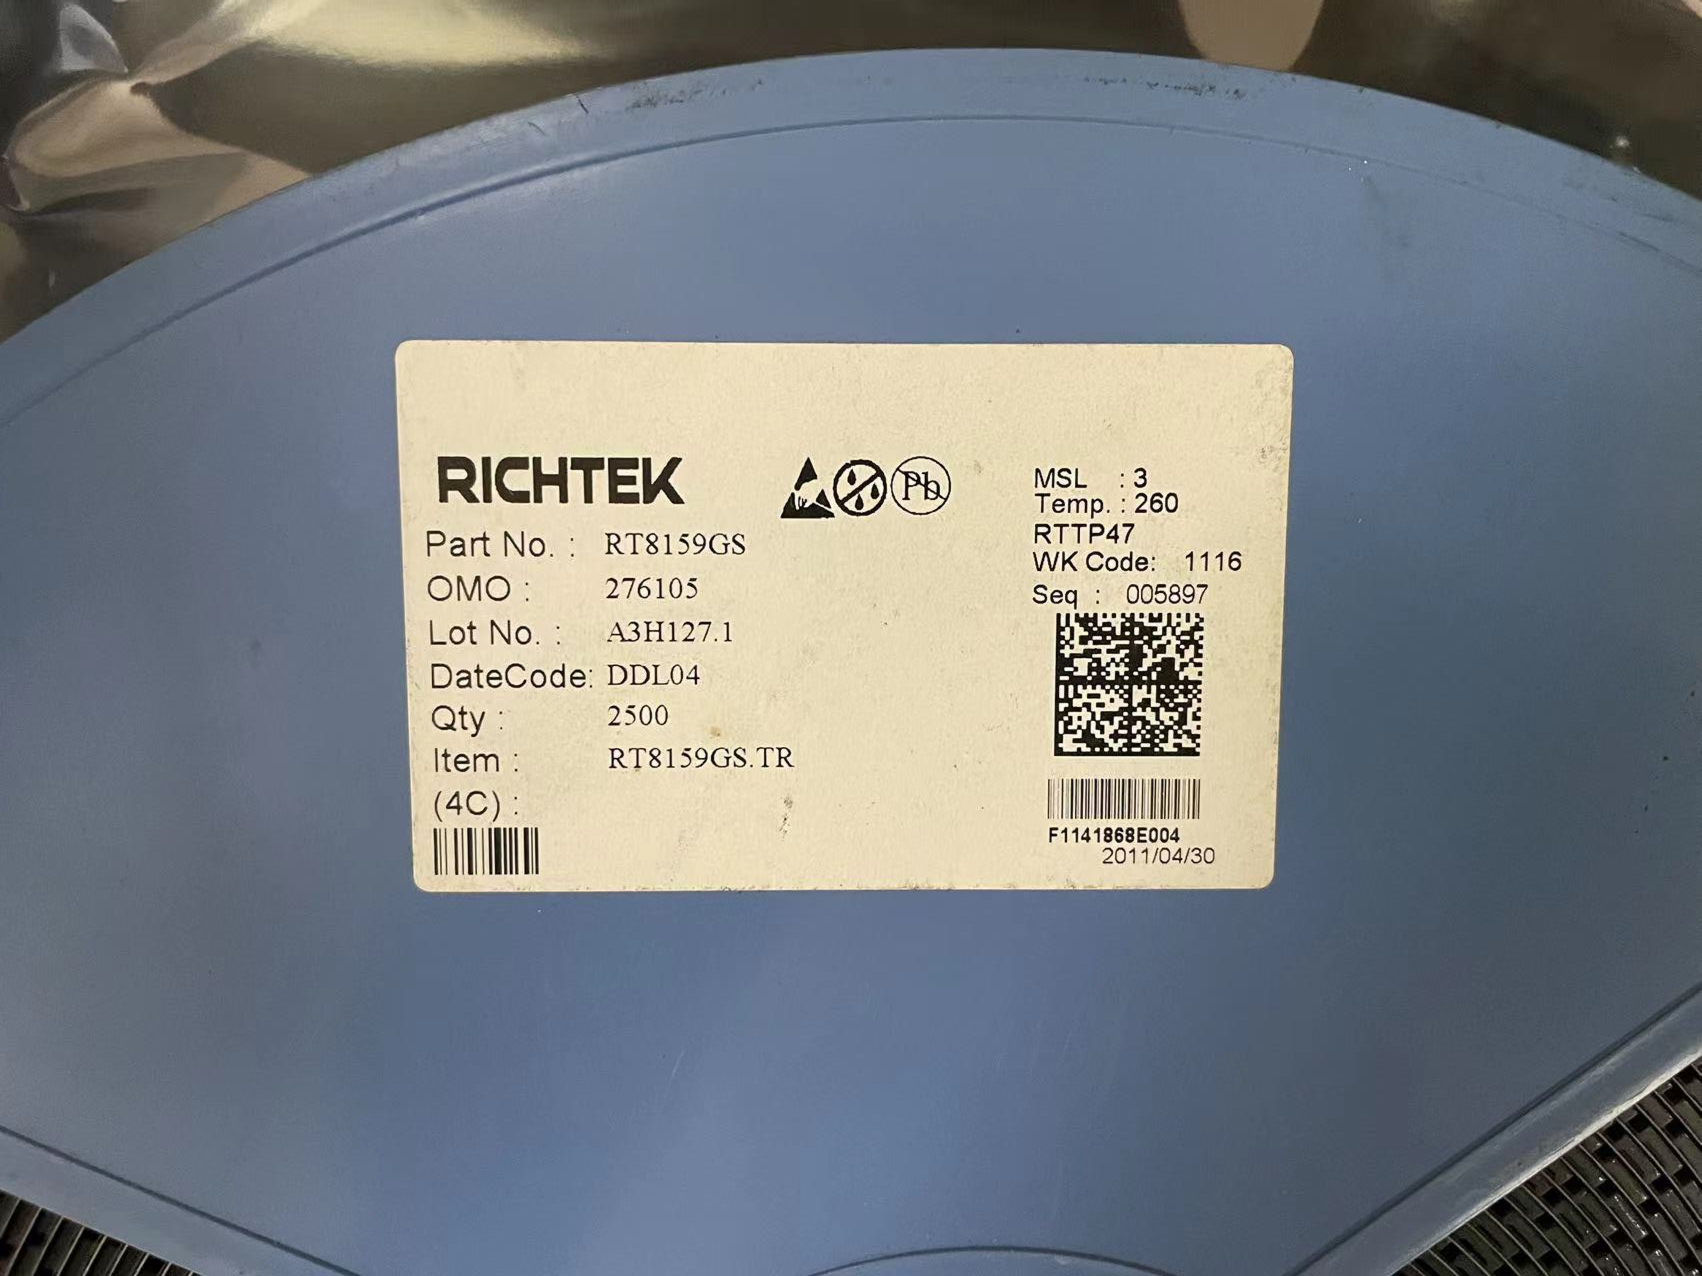 RICHTEK
Pb
Part No. : RT8159GS
OMO : 276105
Lot No. : A3H127.1
DateCode: DDL04
Qty : 2500
Item : RT8159GS.TR
(4C) :
MSL : 3
Temp. : 260
RTTP47
WK Code: 1116
Seq : 005897
F1141868E004
2011/04/30